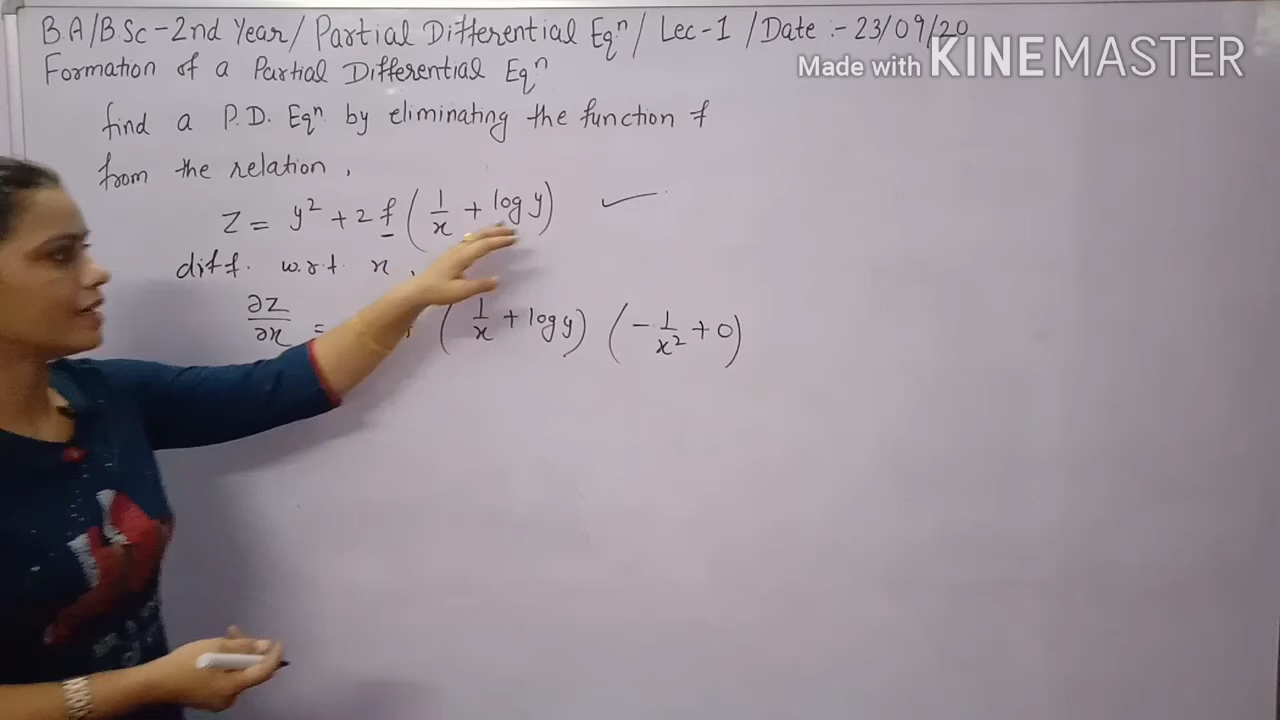 B.A/B.Sc-2nd Year/ Partial Differential Eqⁿ/ Lec-1 /Date :- 23/09/20
Made with KINEMASTER
Formation of a Partial Differential Eqⁿ
find a P.D. Eqⁿ by eliminating the function f
from the relation,
Z = y² + 2 f (1/x + log y)
diff. w.r.t. x,
∂z/∂x = (1/x + log y) (-1/x² + 0)